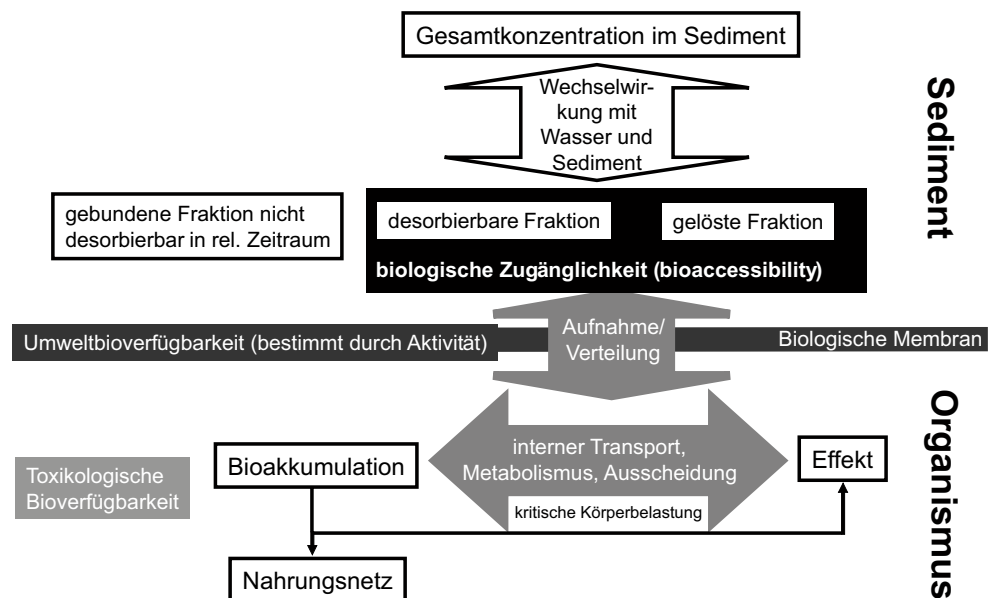 Gesamtkonzentration im Sediment
Wechselwir-
kung mit
Wasser und
Sediment
Sediment
gebundene Fraktion nicht
desorbierbar in rel. Zeitraum
desorbierbare Fraktion
gelöste Fraktion
biologische Zugänglichkeit (bioaccessibility)
Umweltbioverfügbarkeit (bestimmt durch Aktivität)
Aufnahme/
Verteilung
Biologische Membran
Organismus
Toxikologische
Bioverfügbarkeit
Bioakkumulation
interner Transport,
Metabolismus, Ausscheidung
kritische Körperbelastung
Effekt
Nahrungsnetz